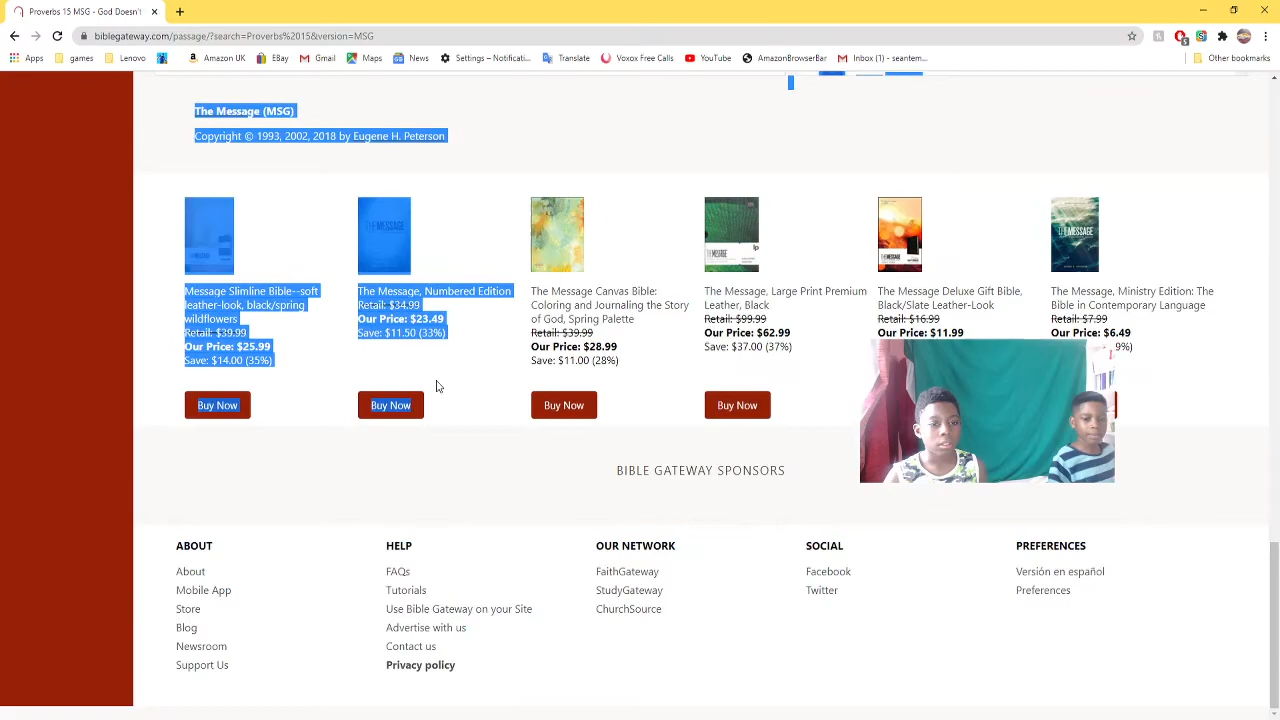 Proverbs 15 MSG - God Doesn't
biblegateway.com/passage/?search=Proverbs%2015&version=MSG
Apps games Lenovo Amazon UK EBay Gmail Maps News Settings – Notificati... Translate Voxox Free Calls YouTube AmazonBrowserBar Inbox (1) - seantem... Other bookmarks
The Message (MSG)
Copyright © 1993, 2002, 2018 by Eugene H. Peterson
THE MESSAGE
THE MESSAGE
Message Slimline Bible--soft
leather-look, black/spring
wildflowers
Retail: $39.99
Our Price: $25.99
Save: $14.00 (35%)
Buy Now
The Message, Numbered Edition
Retail: $34.99
Our Price: $23.49
Save: $11.50 (33%)
Buy Now
The Message Canvas Bible:
Coloring and Journaling the Story
of God, Spring Palette
Retail: $39.99
Our Price: $28.99
Save: $11.00 (28%)
Buy Now
The Message, Large Print Premium
Leather, Black
Retail: $99.99
Our Price: $62.99
Save: $37.00 (37%)
Buy Now
The Message Deluxe Gift Bible,
Black/Slate Leather-Look
Retail: $16.99
Our Price: $11.99
The Message, Ministry Edition: The
Bible in Contemporary Language
Retail: $7.99
Our Price: $6.49
9%)
BIBLE GATEWAY SPONSORS
ABOUT
About
Mobile App
Store
Blog
Newsroom
Support Us
HELP
FAQs
Tutorials
Use Bible Gateway on your Site
Advertise with us
Contact us
Privacy policy
OUR NETWORK
FaithGateway
StudyGateway
ChurchSource
SOCIAL
Facebook
Twitter
PREFERENCES
Versión en español
Preferences